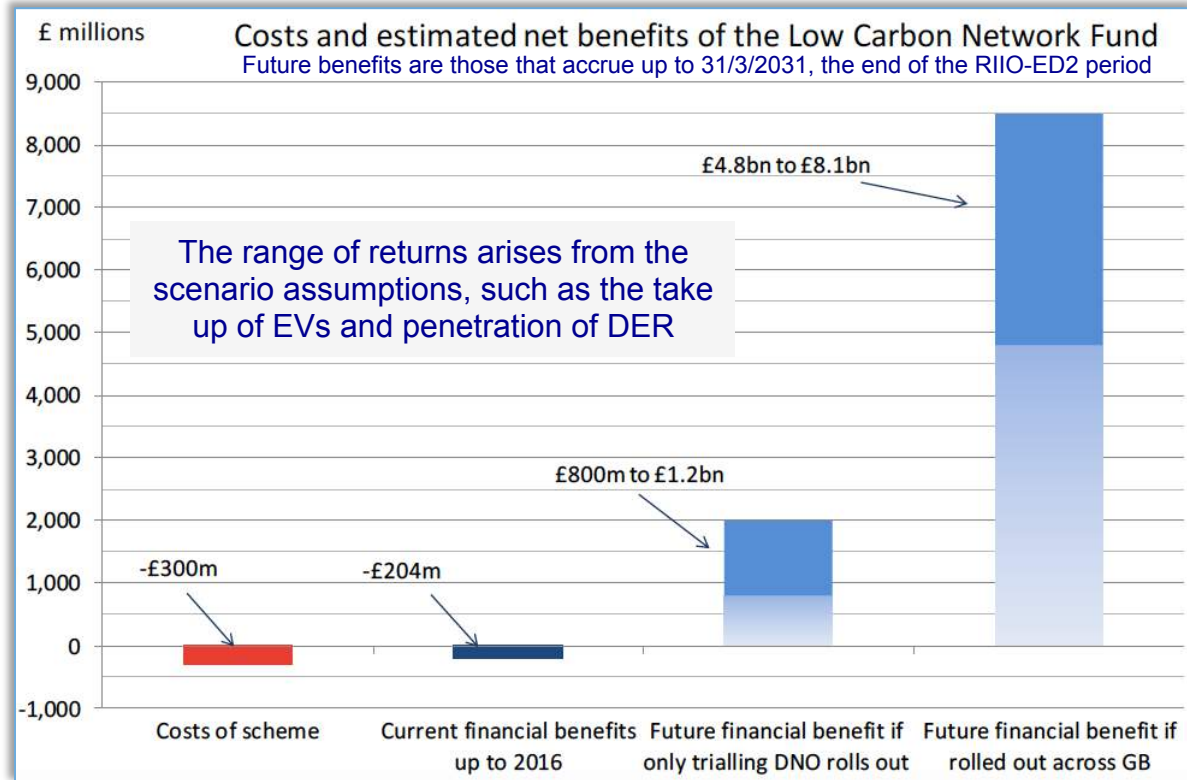 £ millions
Costs and estimated net benefits of the Low Carbon Network Fund
Future benefits are those that accrue up to 31/3/2031, the end of the RIIO-ED2 period
9,000
8,000
7,000
6,000
5,000
4,000
3,000
2,000
1,000
0
-1,000
£4.8bn to £8.1bn
The range of returns arises from the
scenario assumptions, such as the take
up of EVs and penetration of DER
£800m to £1.2bn
-£300m
-£204m
Costs of scheme
Current financial benefits
up to 2016
Future financial benefit if
only trialling DNO rolls out
Future financial benefit if
rolled out across GB